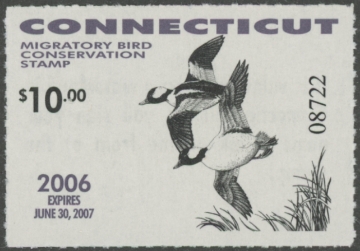 CONNECTICUT
MIGRATORY BIRD
CONSERVATION
STAMP
$10.00
08722
2006
EXPIRES
JUNE 30, 2007